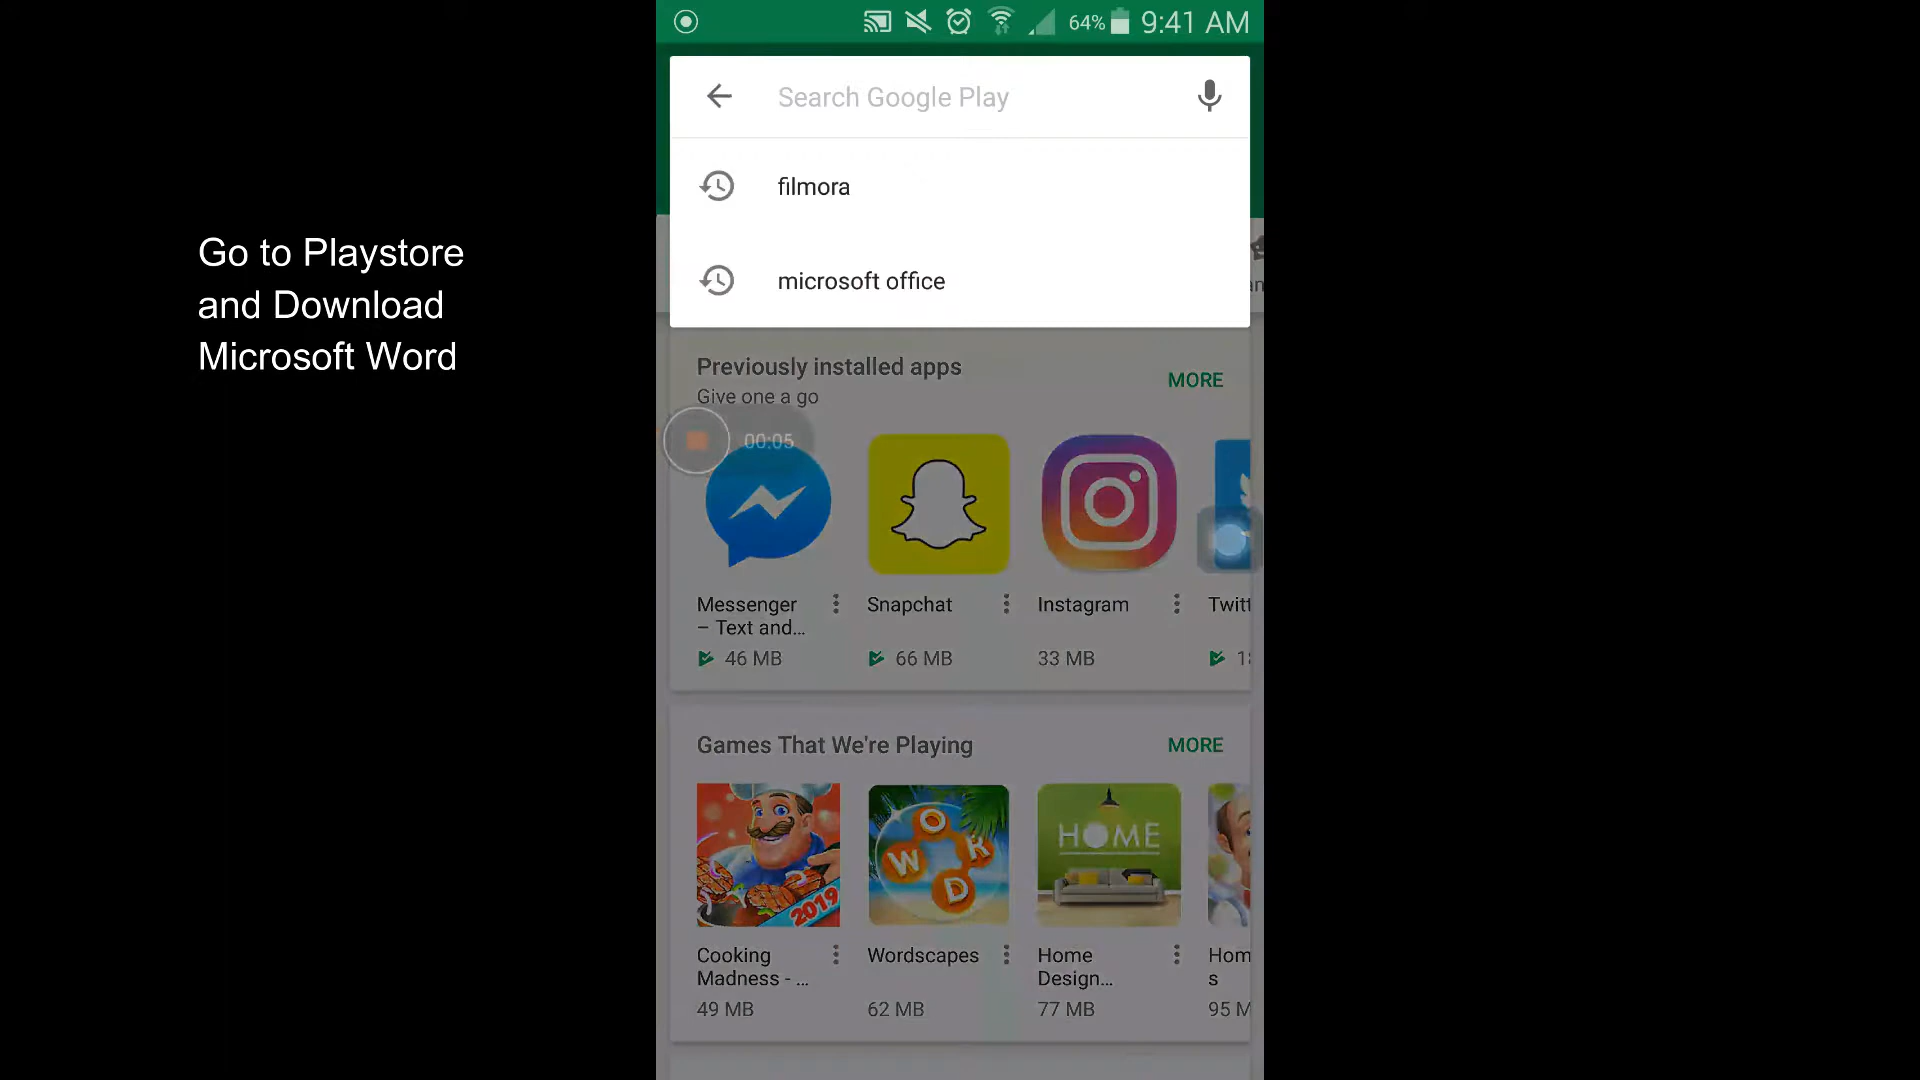 64% 9:41 AM
Search Google Play
filmora
microsoft office
Go to Playstore
and Download
Microsoft Word
Previously installed apps
MORE
Give one a go
00:05
Messenger
– Text and...
46 MB
Snapchat
66 MB
Instagram
33 MB
Twitt
Games That We're Playing
MORE
2019
WORD
HOME
Cooking
Madness - ...
49 MB
Wordscapes
62 MB
Home
Design...
77 MB
Hom
s
95 M